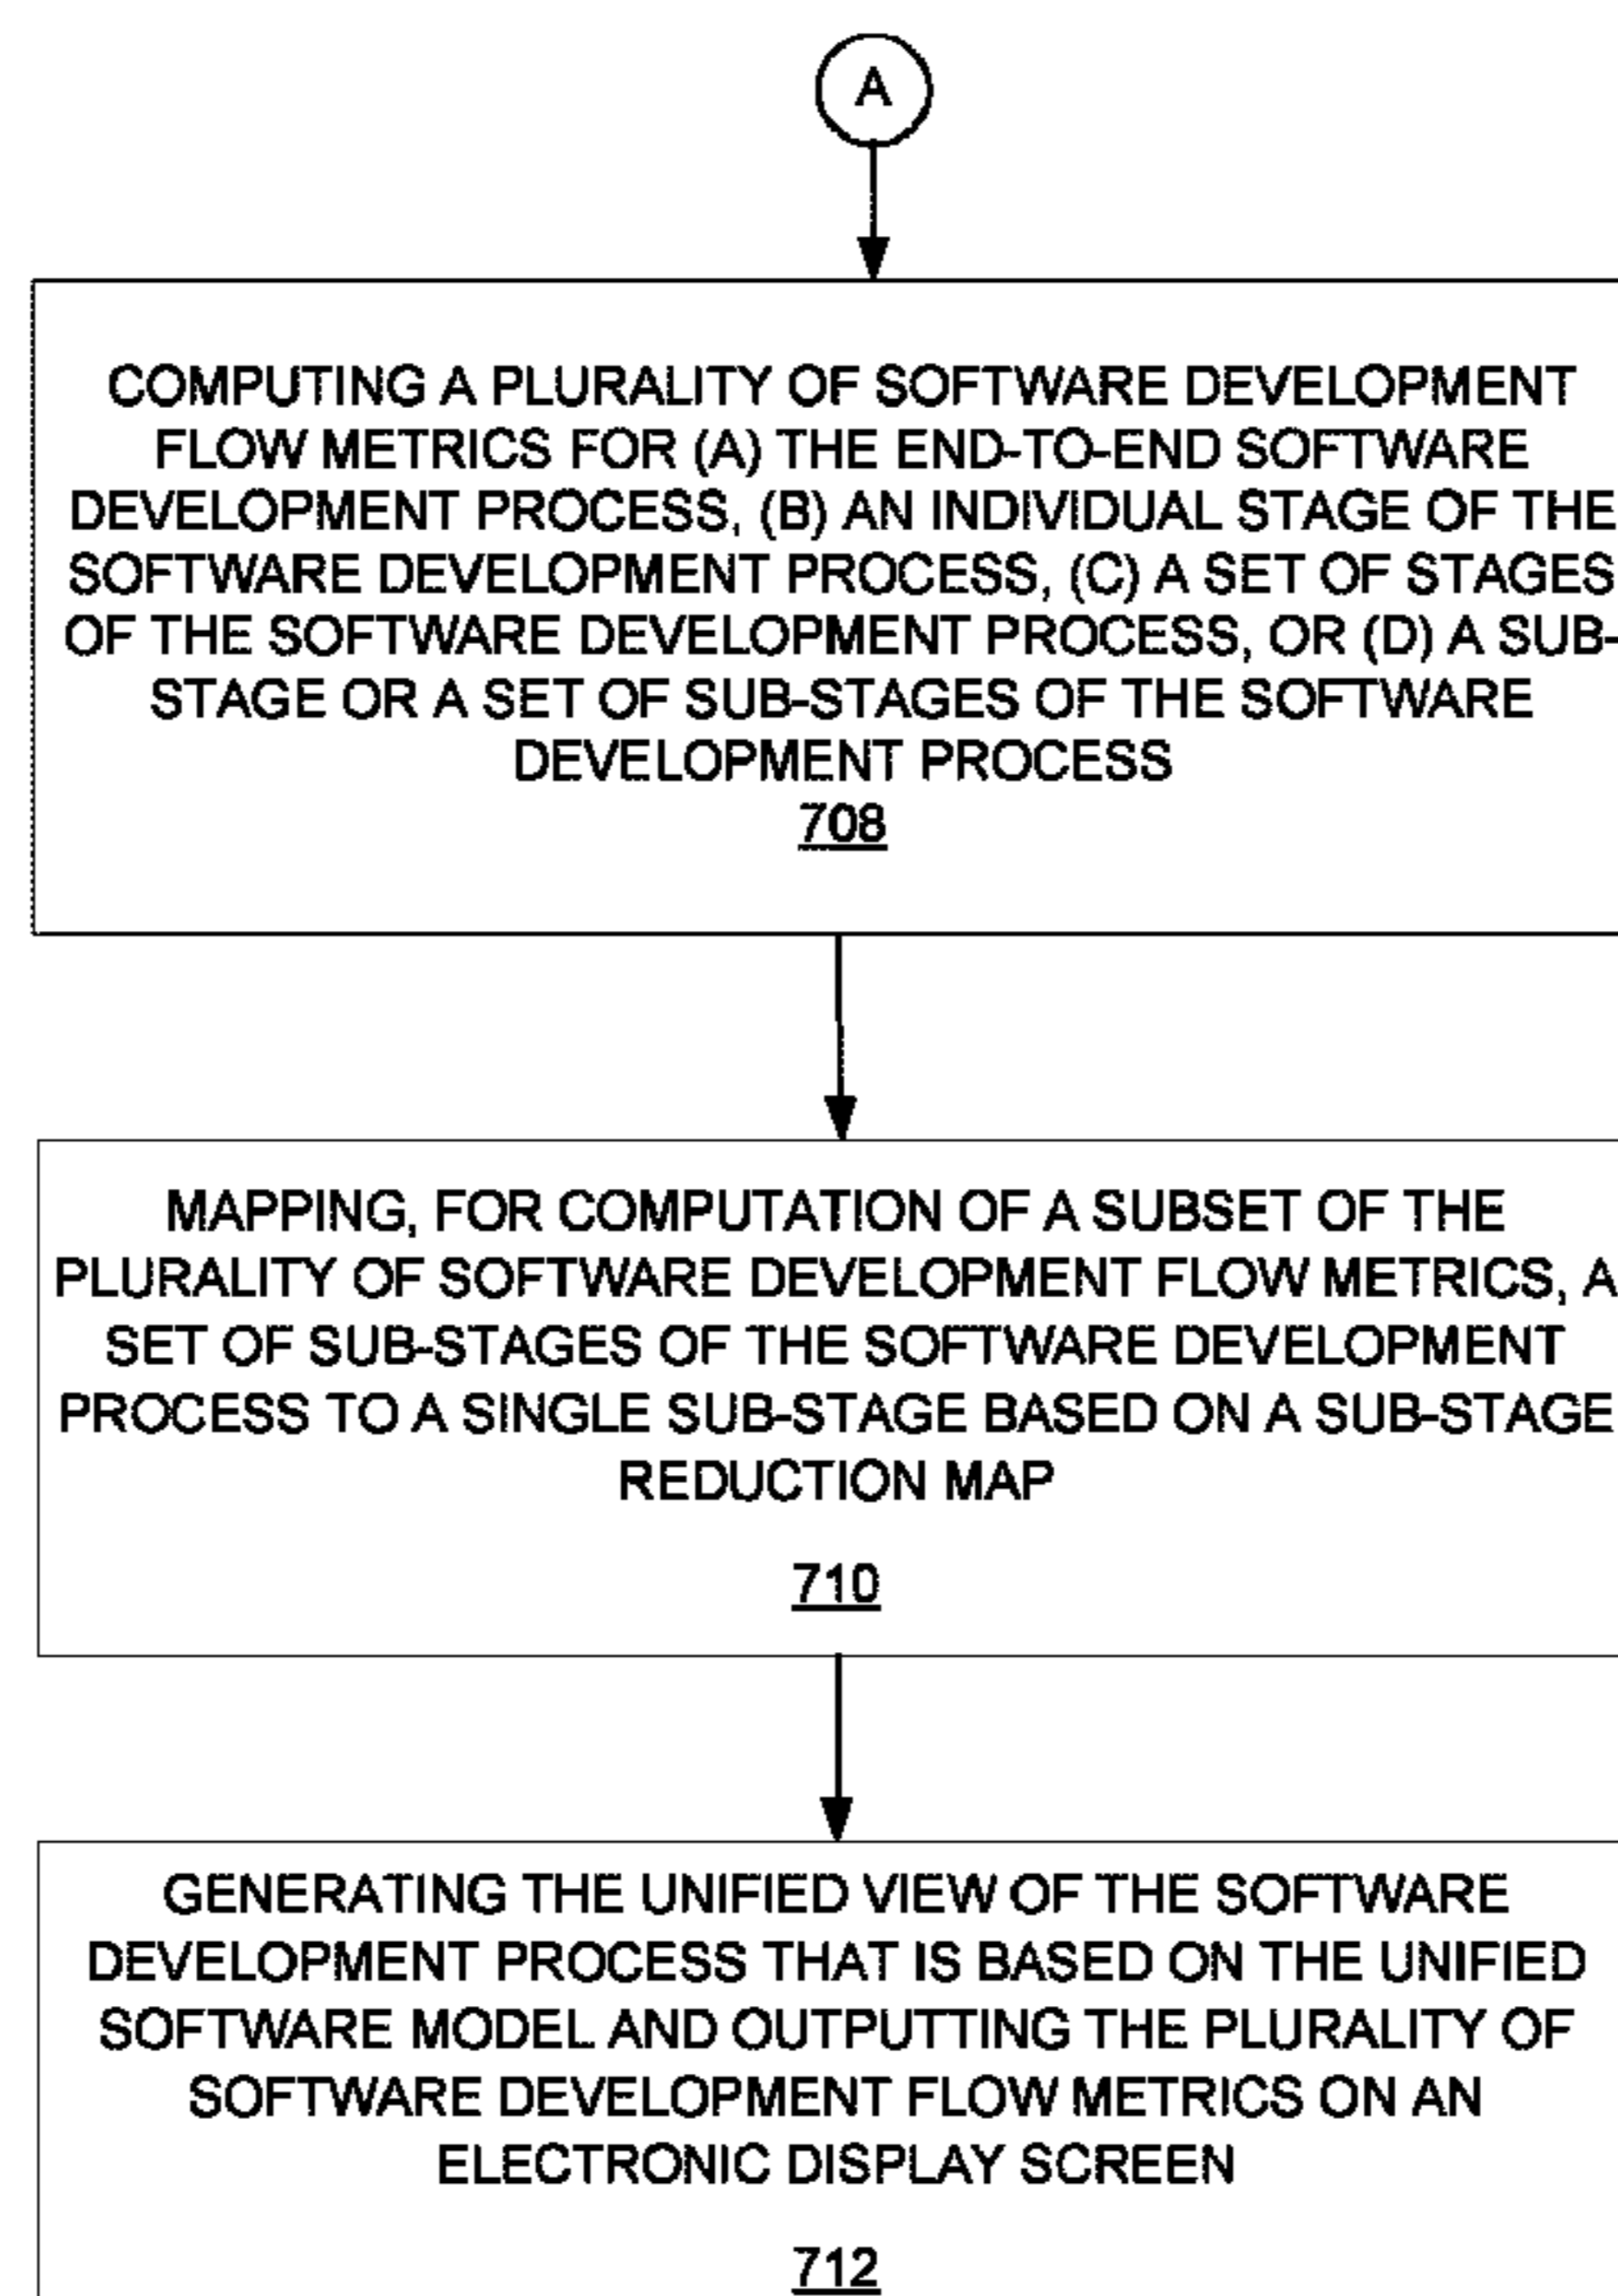 A
COMPUTING A PLURALITY OF SOFTWARE DEVELOPMENT
FLOW METRICS FOR (A) THE END-TO-END SOFTWARE
DEVELOPMENT PROCESS, (B) AN INDIVIDUAL STAGE OF THE
SOFTWARE DEVELOPMENT PROCESS, (C) A SET OF STAGES
OF THE SOFTWARE DEVELOPMENT PROCESS, OR (D) A SUB-
STAGE OR A SET OF SUB-STAGES OF THE SOFTWARE
DEVELOPMENT PROCESS
708
MAPPING, FOR COMPUTATION OF A SUBSET OF THE
PLURALITY OF SOFTWARE DEVELOPMENT FLOW METRICS, A
SET OF SUB-STAGES OF THE SOFTWARE DEVELOPMENT
PROCESS TO A SINGLE SUB-STAGE BASED ON A SUB-STAGE
REDUCTION MAP
710
GENERATING THE UNIFIED VIEW OF THE SOFTWARE
DEVELOPMENT PROCESS THAT IS BASED ON THE UNIFIED
SOFTWARE MODEL AND OUTPUTTING THE PLURALITY OF
SOFTWARE DEVELOPMENT FLOW METRICS ON AN
ELECTRONIC DISPLAY SCREEN
712